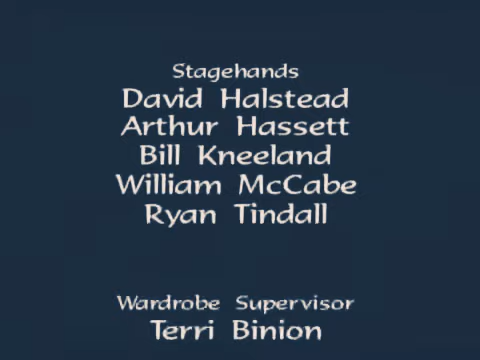 Stagehands
David Halstead
Arthur Hassett
Bill Kneeland
William McCabe
Ryan Tindall
Wardrobe Supervisor
Terri Binion